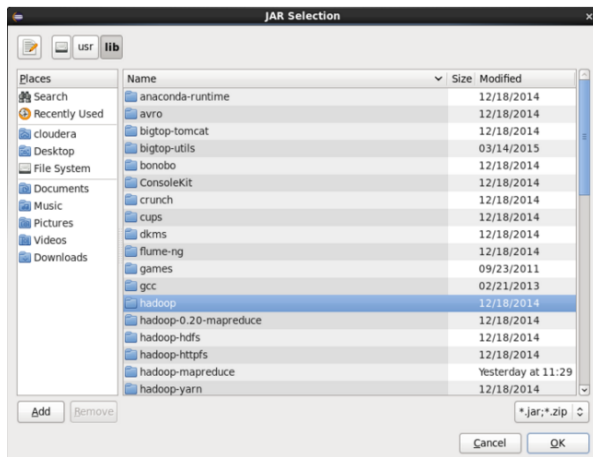 JAR Selection
usr lib
Places
Search
Recently Used
cloudera
Desktop
File System
Documents
Music
Pictures
Videos
Downloads
Name Size Modified
anaconda-runtime 12/18/2014
avro 12/18/2014
bigtop-tomcat 12/18/2014
bigtop-utils 03/14/2015
bonobo 12/18/2014
ConsoleKit 12/18/2014
crunch 12/18/2014
cups 12/18/2014
dkms 12/18/2014
flume-ng 12/18/2014
games 09/23/2011
gcc 02/21/2013
hadoop 12/18/2014
hadoop-0.20-mapreduce 12/18/2014
hadoop-hdfs 12/18/2014
hadoop-httpfs 12/18/2014
hadoop-mapreduce Yesterday at 11:29
hadoop-yarn 12/18/2014
Add Remove *.jar;*.zip
Cancel OK